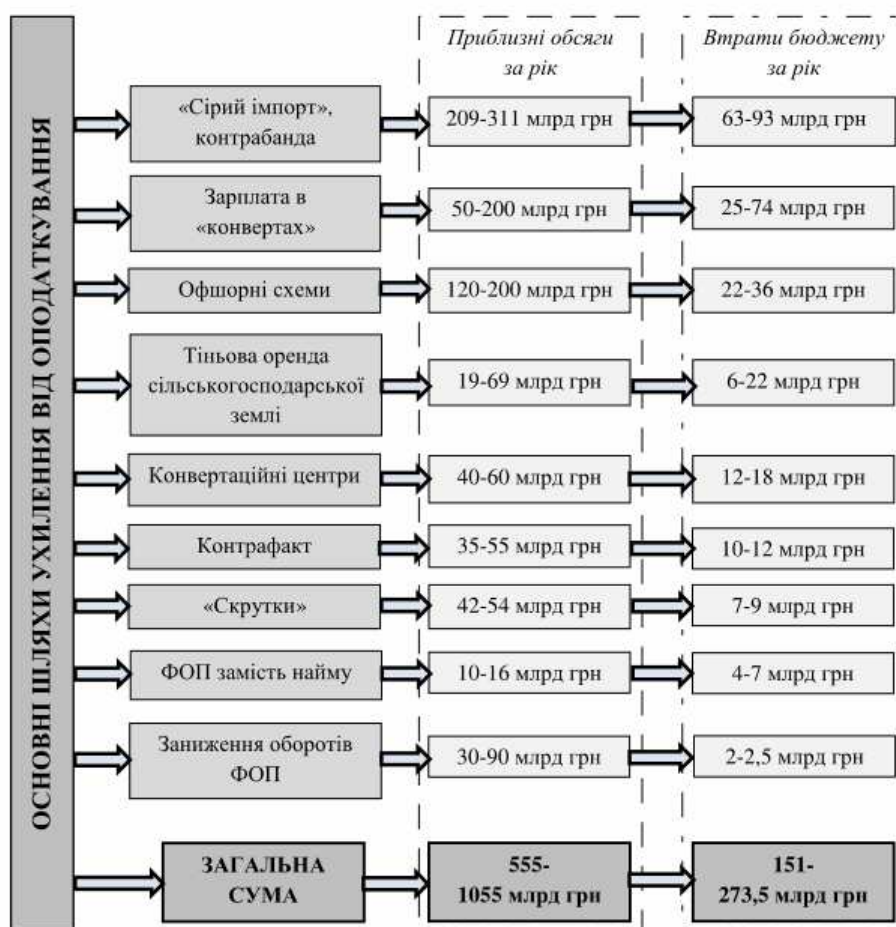 ОСНОВНІ ШЛЯХИ УХИЛЕННЯ ВІД ОПОДАТКУВАННЯ
Приблизні обсяги
за рік
Втрати бюджету
за рік
«Сірий імпорт»,
контрабанда
209-311 млрд грн
63-93 млрд грн
Зарплата в
«конвертах»
50-200 млрд грн
25-74 млрд грн
Офшорні схеми
120-200 млрд грн
22-36 млрд грн
Тіньова оренда
сільськогосподарської
землі
19-69 млрд грн
6-22 млрд грн
Конвертаційні центри
40-60 млрд грн
12-18 млрд грн
Контрафакт
35-55 млрд грн
10-12 млрд грн
«Скрутки»
42-54 млрд грн
7-9 млрд грн
ФОП замість найму
10-16 млрд грн
4-7 млрд грн
Заниження оборотів
ФОП
30-90 млрд грн
2-2,5 млрд грн
ЗАГАЛЬНА
СУМА
555-
1055 млрд грн
151-
273,5 млрд грн